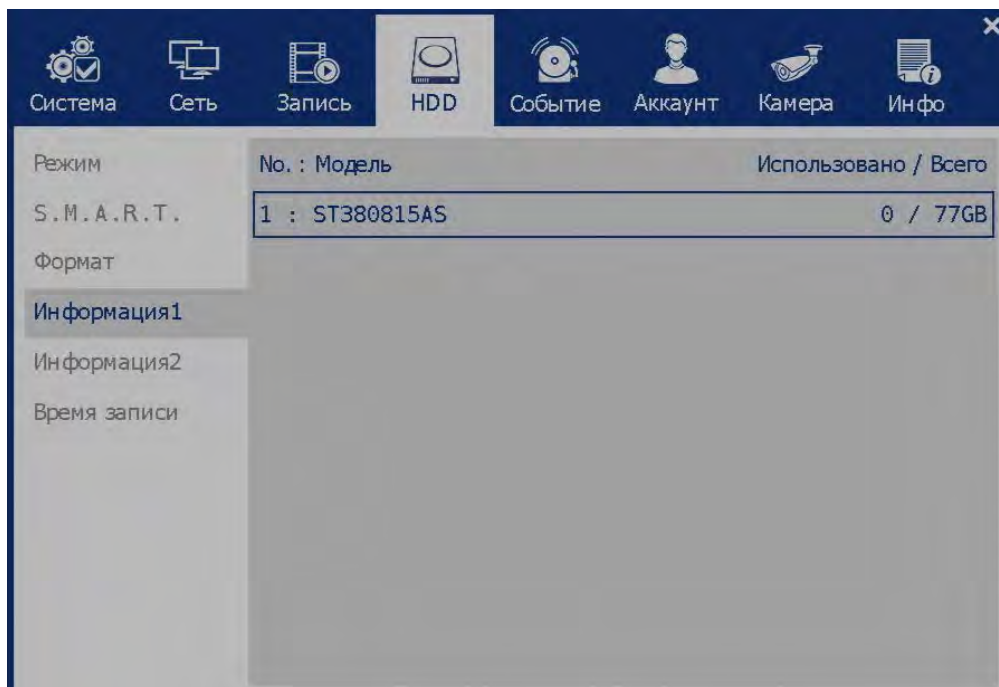 Система Сеть Запись HDD Событие Аккаунт Камера Инфо
Режим
S.M.A.R.T.
Формат
Информация1
Информация2
Время записи
No. : Модель Использовано / Всего
1 : ST380815AS 0 / 77GB